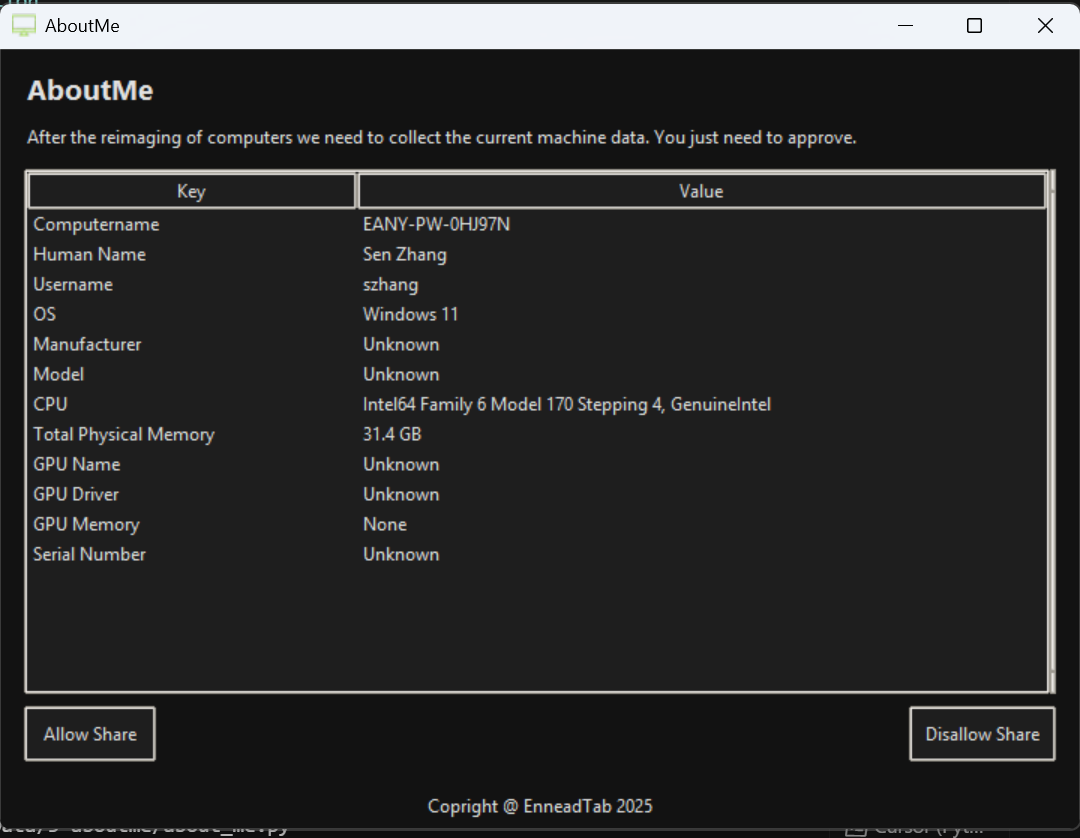 AboutMe
AboutMe
After the reimaging of computers we need to collect the current machine data. You just need to approve.
Key Value
Computername EANY-PW-0HJ97N
Human Name Sen Zhang
Username szhang
OS Windows 11
Manufacturer Unknown
Model Unknown
CPU Intel64 Family 6 Model 170 Stepping 4, GenuineIntel
Total Physical Memory 31.4 GB
GPU Name Unknown
GPU Driver Unknown
GPU Memory None
Serial Number Unknown
Allow Share Disallow Share
Copright @ EnneadTab 2025